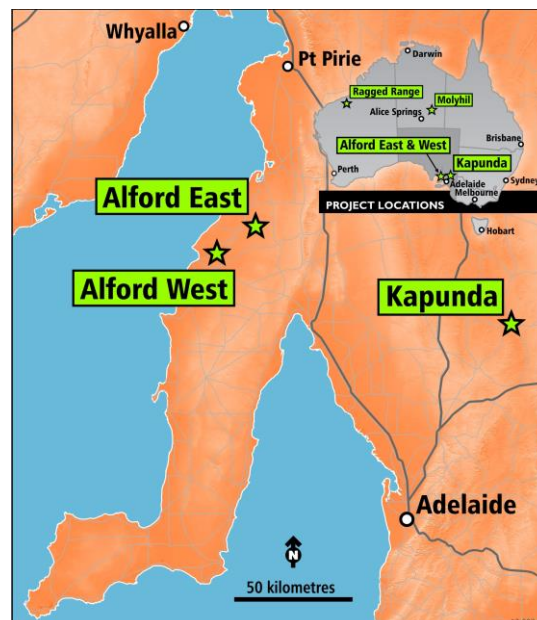 Whyalla
Pt Pirie
Darwin
Ragged Range
Molyhil
Alice Springs
Alford East & West
Brisbane
Kapunda
Perth
Adelaide
Sydney
Melbourne
PROJECT LOCATIONS
Hobart
Alford East
Alford West
Kapunda
Adelaide
N
50 kilometres